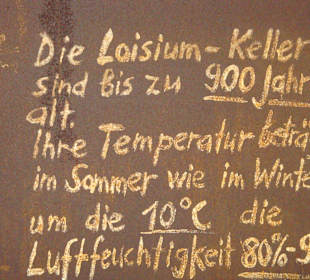 Die Loisium-Keller
sind bis zu 900 Jahr
alt.
Ihre Temperatur beträ
im Sommer wie im Winte
um die 10°C die
Luftfeuchtigkeit 80%-9